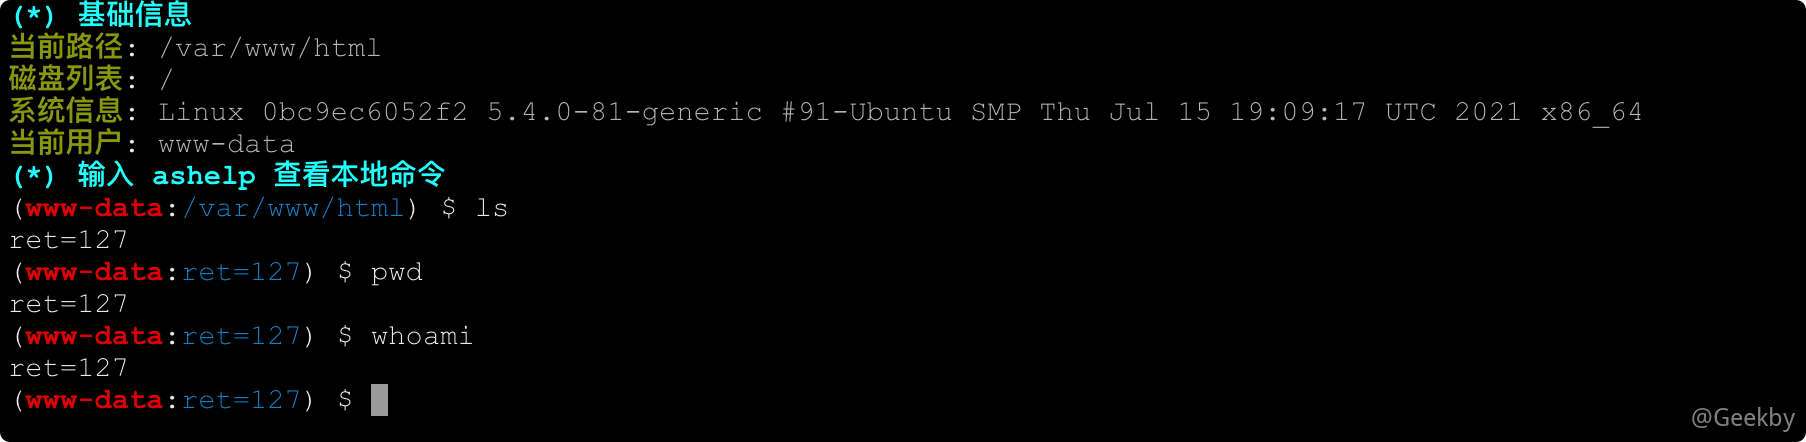 (*) 基础信息
当前路径: /var/www/html
磁盘列表: /
系统信息: Linux 0bc9ec6052f2 5.4.0-81-generic #91-Ubuntu SMP Thu Jul 15 19:09:17 UTC 2021 x86_64
当前用户: www-data
(*) 输入 ashelp 查看本地命令
(www-data:/var/www/html) $ ls
ret=127
(www-data:ret=127) $ pwd
ret=127
(www-data:ret=127) $ whoami
ret=127
(www-data:ret=127) $
@Geekby